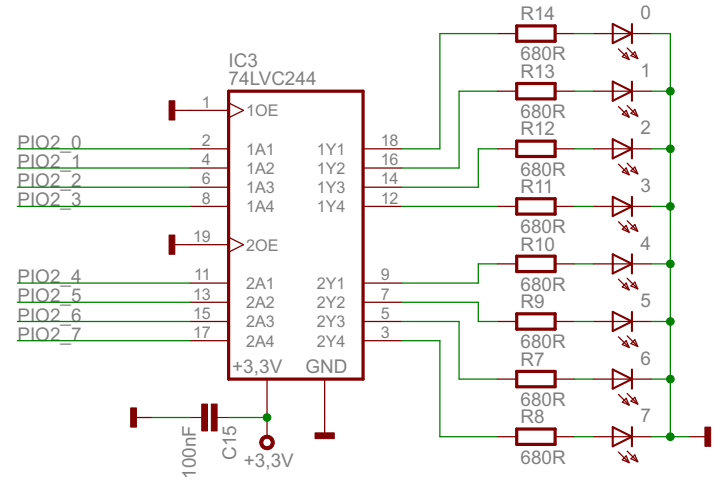 R14
0
680R
IC3
74LVC244
R13
1
680R
1
1OE
R12
2
680R
PIO2_0
2
1A1
1Y1
18
PIO2_1
4
1A2
1Y2
16
PIO2_2
6
1A3
1Y3
14
R11
3
680R
PIO2_3
8
1A4
1Y4
12
19
2OE
R10
4
680R
PIO2_4
11
2A1
2Y1
9
PIO2_5
13
2A2
2Y2
7
R9
5
680R
PIO2_6
15
2A3
2Y3
5
PIO2_7
17
2A4
2Y4
3
R7
6
680R
+3,3V
GND
R8
7
680R
100nF
C15
+3,3V